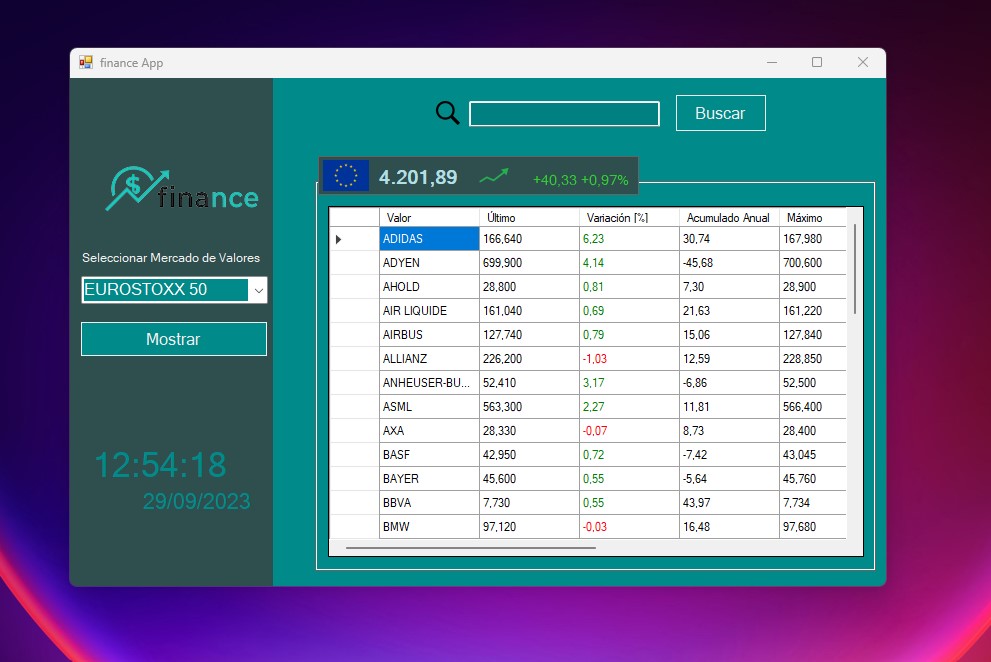 finance App
Buscar
finance
4.201,89 +40,33 +0,97%
Seleccionar Mercado de Valores
EUROSTOXX 50
Mostrar
12:54:18
29/09/2023
Valor Último Variación [%] Acumulado Anual Máximo
ADIDAS 166,640 6,23 30,74 167,980
ADYEN 699,900 4,14 -45,68 700,600
AHOLD 28,800 0,81 7,30 28,900
AIR LIQUIDE 161,040 0,69 21,63 161,220
AIRBUS 127,740 0,79 15,06 127,840
ALLIANZ 226,200 -1,03 12,59 228,850
ANHEUSER-BU... 52,410 3,17 -6,86 52,500
ASML 563,300 2,27 11,81 566,400
AXA 28,330 -0,07 8,73 28,400
BASF 42,950 0,72 -7,42 43,045
BAYER 45,600 0,55 -5,64 45,760
BBVA 7,730 0,55 43,97 7,734
BMW 97,120 -0,03 16,48 97,680